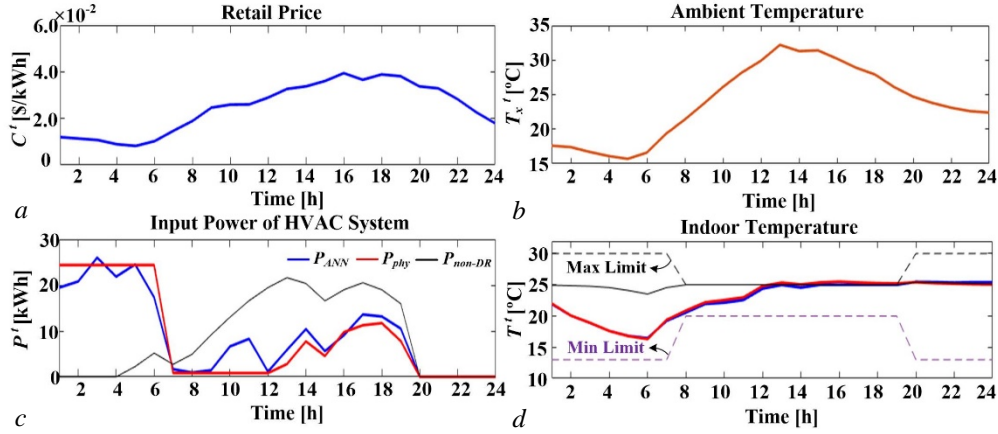 Retail Price
6.0×10⁻²
4.0
2.0
0
C ᵗ [$/kWh]
2 4 6 8 10 12 14 16 18 20 22 24
Time [h]
a
Ambient Temperature
35
30
25
20
15
Tₓ ᵗ [ºC]
2 4 6 8 10 12 14 16 18 20 22 24
Time [h]
b
Input Power of HVAC System
30
20
10
0
P ᵗ [kWh]
P_ANN P_phy P_non-DR
2 4 6 8 10 12 14 16 18 20 22 24
Time [h]
c
Indoor Temperature
35
30
25
20
15
10
T ᵗ [ºC]
Max Limit
Min Limit
2 4 6 8 10 12 14 16 18 20 22 24
Time [h]
d